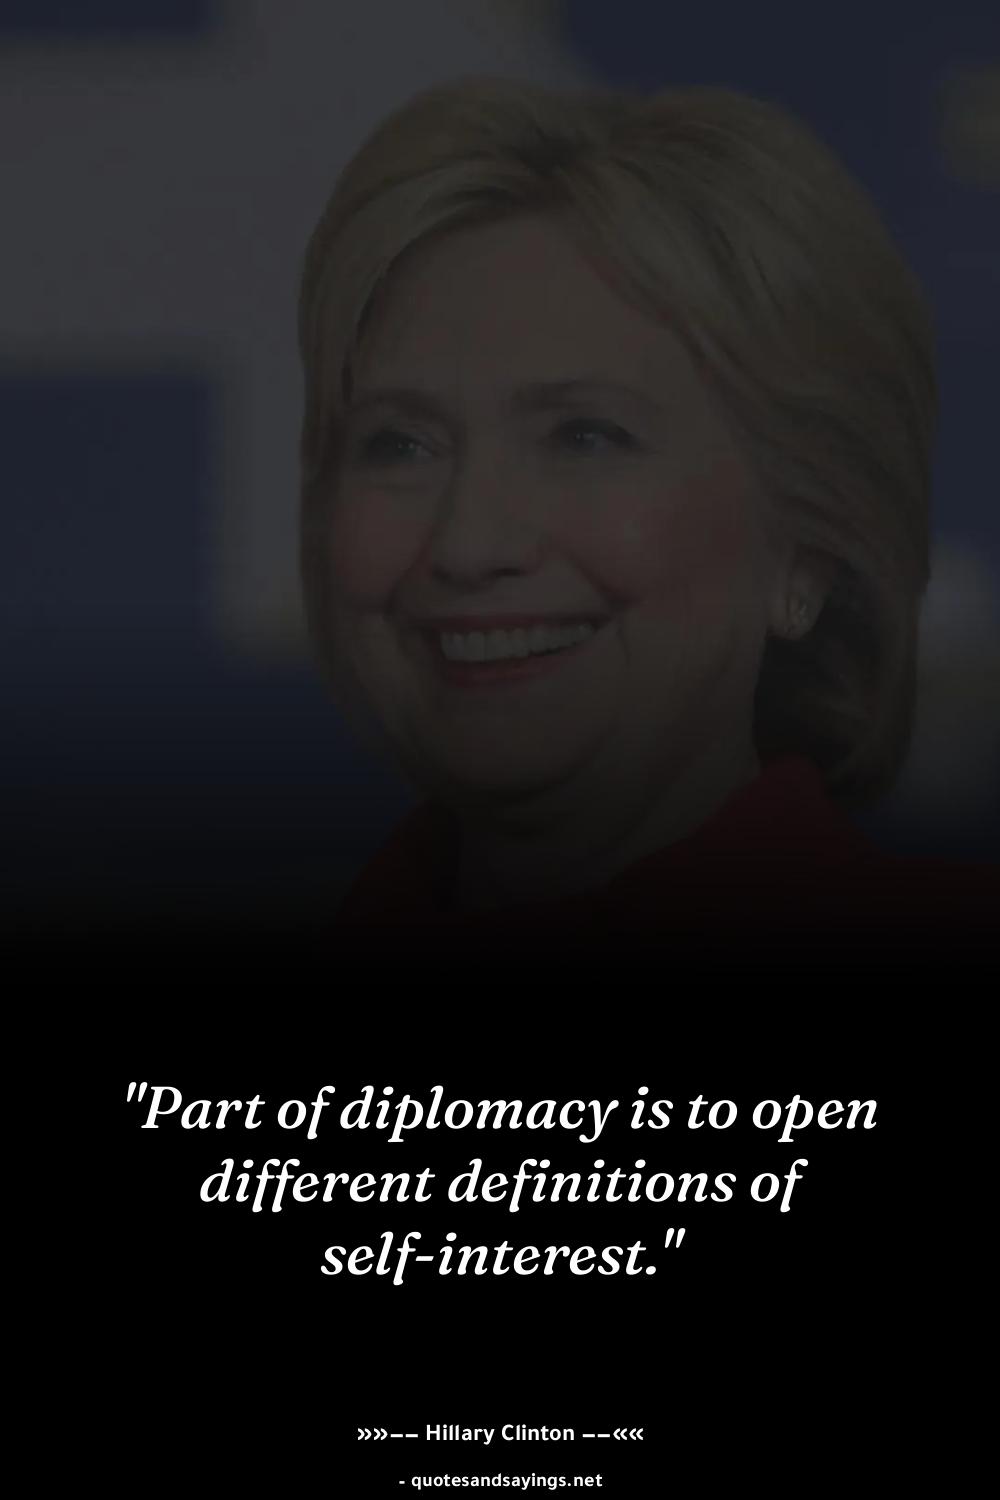 "Part of diplomacy is to open
different definitions of
self-interest."
»»–– Hillary Clinton ––««
- quotesandsayings.net